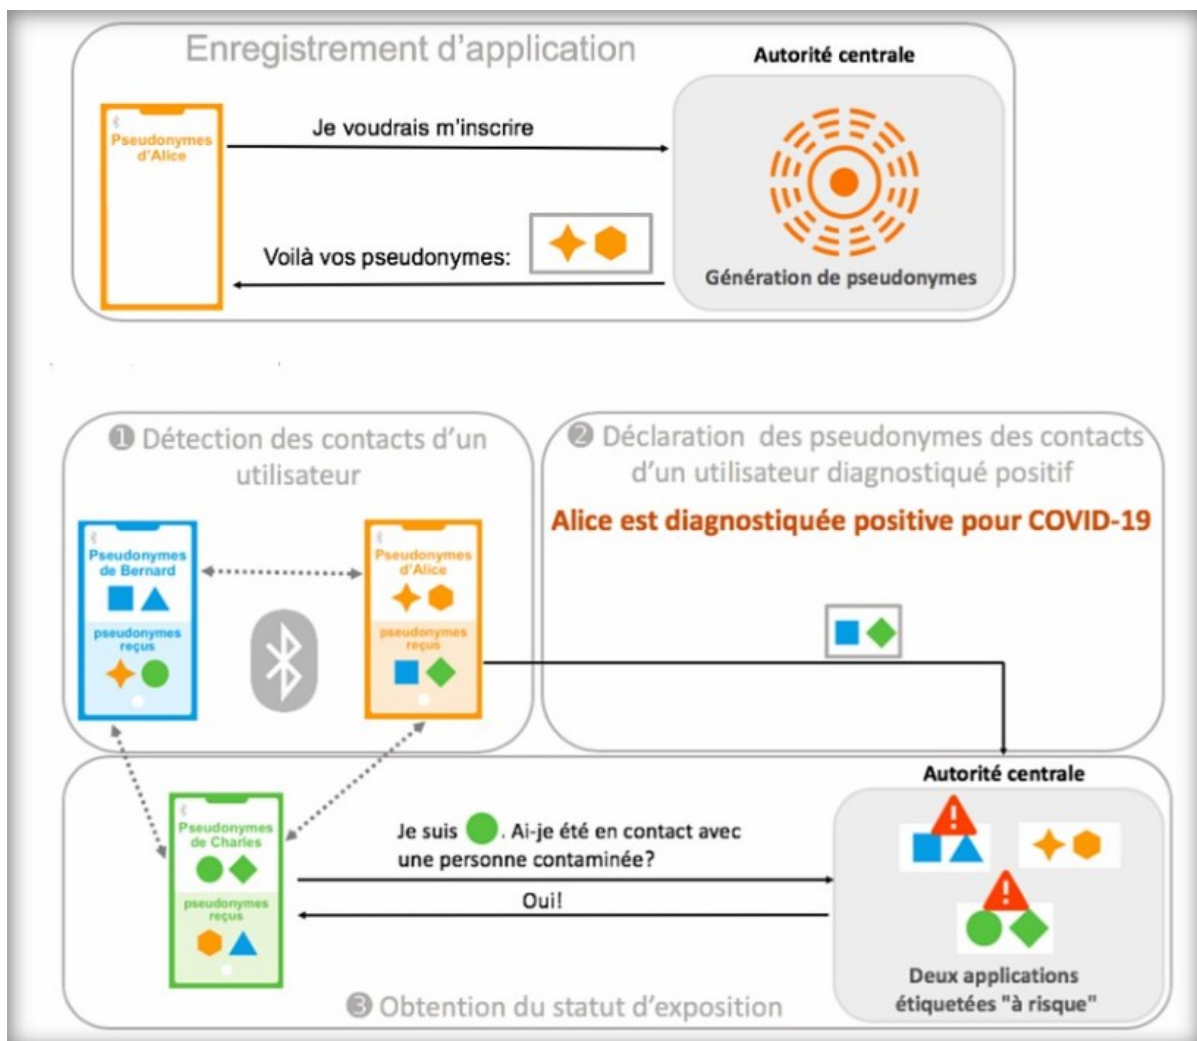 Enregistrement d'application
Autorité centrale
Pseudonymes
d'Alice
Je voudrais m'inscrire
Voilà vos pseudonymes:
Génération de pseudonymes
❶ Détection des contacts d'un
utilisateur
Pseudonymes
de Bernard
pseudonymes
reçus
Pseudonymes
d'Alice
pseudonymes
reçus
❷ Déclaration des pseudonymes des contacts
d'un utilisateur diagnostiqué positif
Alice est diagnostiquée positive pour COVID-19
Pseudonymes
de Charles
pseudonymes
reçus
Je suis . Ai-je été en contact avec
une personne contaminée?
Oui!
Autorité centrale
Deux applications
étiquetées "à risque"
❸ Obtention du statut d'exposition